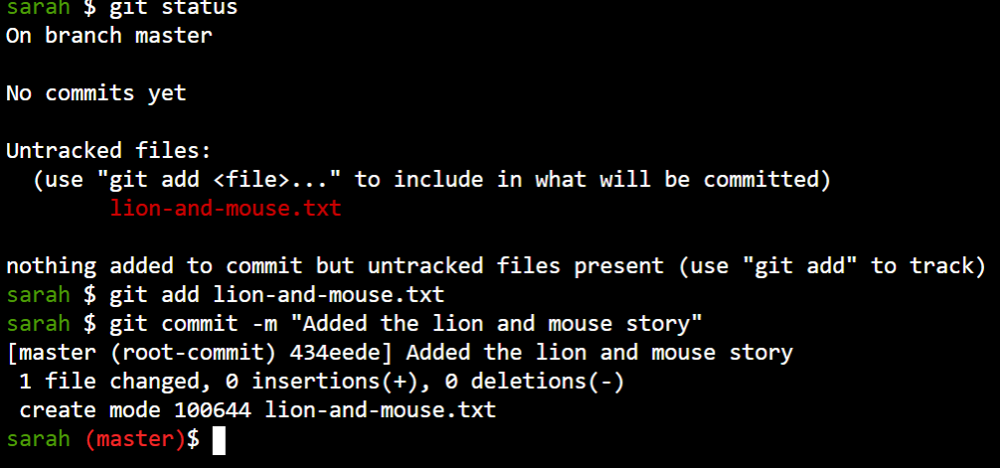 sarah $ git status
On branch master

No commits yet

Untracked files:
  (use "git add <file>..." to include in what will be committed)
        lion-and-mouse.txt

nothing added to commit but untracked files present (use "git add" to track)
sarah $ git add lion-and-mouse.txt
sarah $ git commit -m "Added the lion and mouse story"
[master (root-commit) 434eede] Added the lion and mouse story
 1 file changed, 0 insertions(+), 0 deletions(-)
 create mode 100644 lion-and-mouse.txt
sarah (master)$